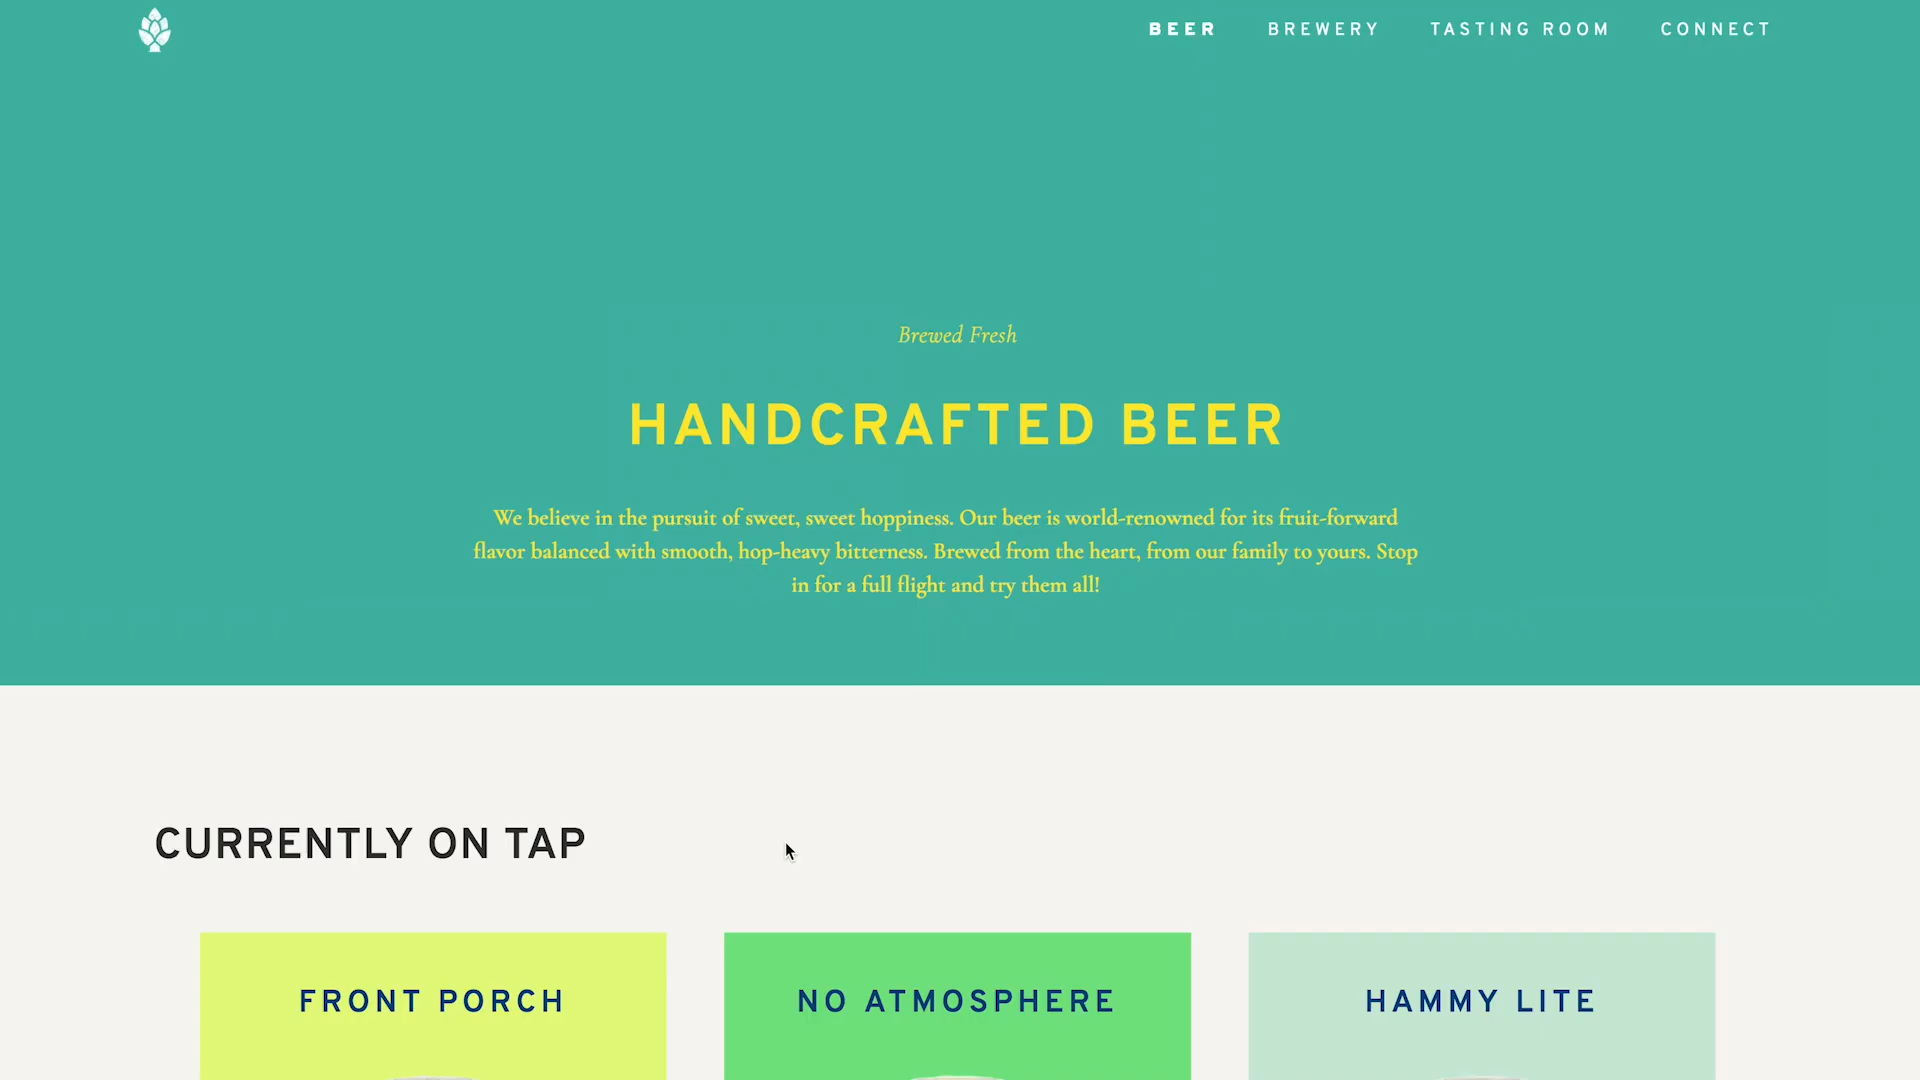 BEER BREWERY TASTING ROOM CONNECT
Brewed Fresh
HANDCRAFTED BEER
We believe in the pursuit of sweet, sweet hoppiness. Our beer is world-renowned for its fruit-forward
flavor balanced with smooth, hop-heavy bitterness. Brewed from the heart, from our family to yours. Stop
in for a full flight and try them all!
CURRENTLY ON TAP
FRONT PORCH
NO ATMOSPHERE
HAMMY LITE